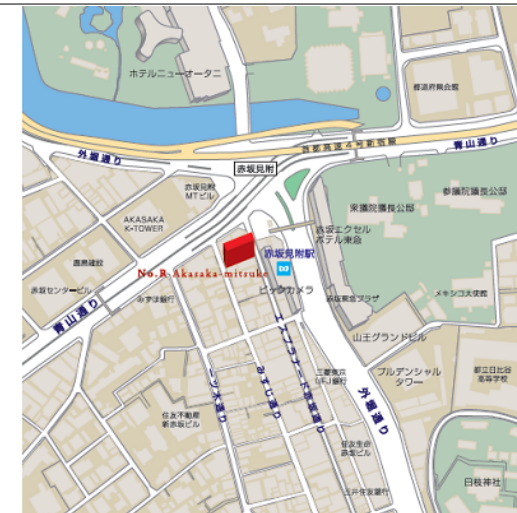 ホテルニューオータニ
都道府県会館
首都高速4号新宿線
青山通り
外堀通り
赤坂見附
赤坂見附
MTビル
衆議院議長公邸
参議院議長公邸
AKASAKA
K-TOWER
赤坂エクセル
ホテル東急
赤坂見附駅
鹿島建設
No.R Akasaka-mitsuke
赤坂センタービル
みずほ銀行
ビックカメラ
赤坂東急プラザ
メキシコ大使館
青山通り
山王グランドビル
一ツ木通り
みすじ通り
エスプラナード赤坂通り
三菱東京
UFJ銀行
プルデンシャル
タワー
都立日比谷
高等学校
外堀通り
住友不動産
新赤坂ビル
住友生命
赤坂ビル
日枝神社
三井住友銀行